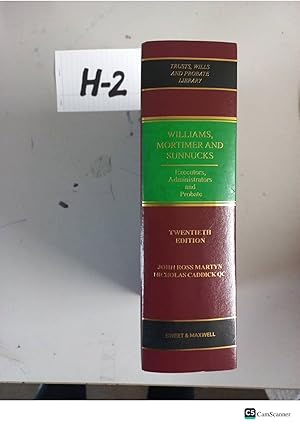 H-2
TRUSTS, WILLS
AND PROBATE
LIBRARY
WILLIAMS,
MORTIMER AND
SUNNUCKS
Executors,
Administrators
and
Probate
TWENTIETH
EDITION
JOHN ROSS MARTYN
NICHOLAS CADDICK QC
SWEET & MAXWELL
CS CamScanner